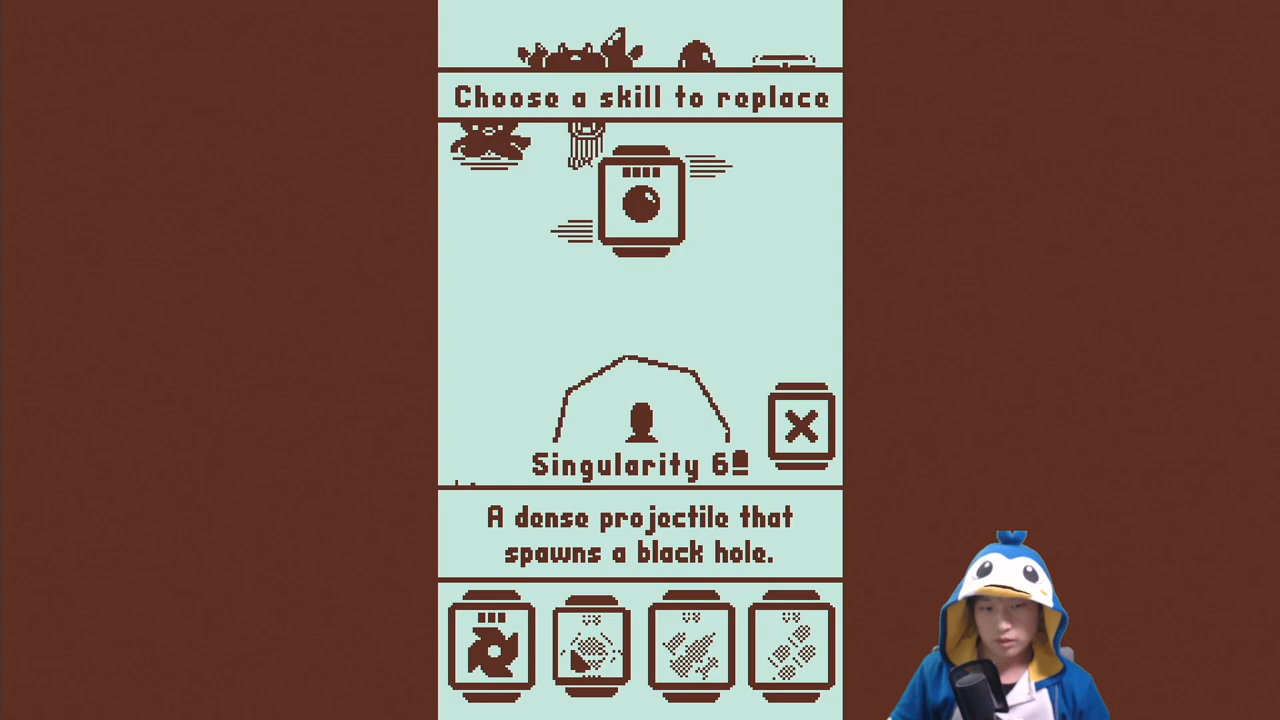 Choose a skill to replace
Singularity 6
A dense projectile that
spawns a black hole.